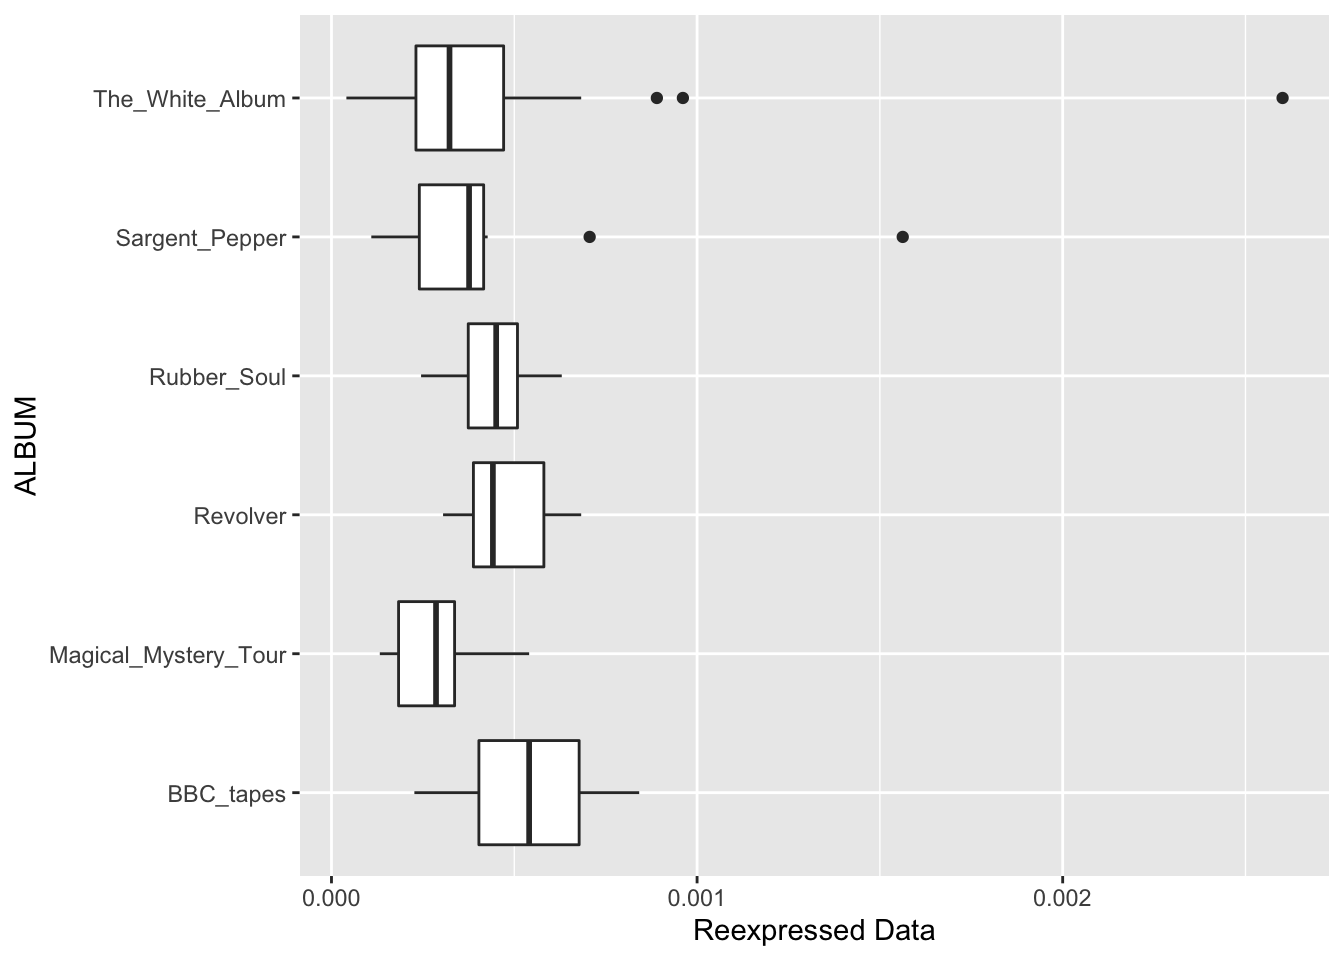 The_White_Album
Sargent_Pepper
Rubber_Soul
Revolver
Magical_Mystery_Tour
BBC_tapes
ALBUM
0.000 0.001 0.002
Reexpressed Data